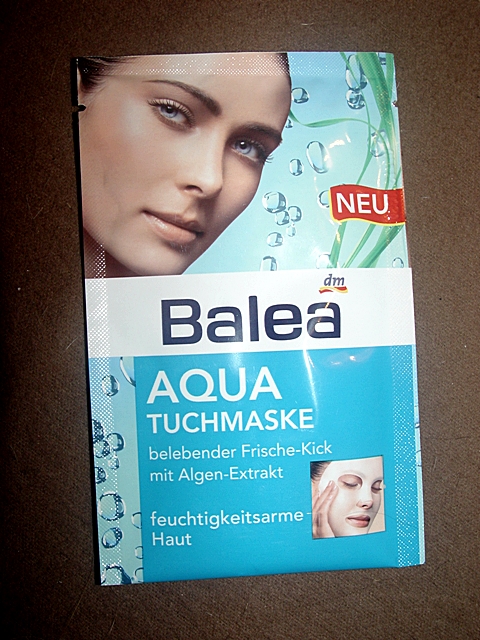 NEU
dm
Balea
AQUA
TUCHMASKE
belebender Frische-Kick
mit Algen-Extrakt
feuchtigkeitsarme
Haut